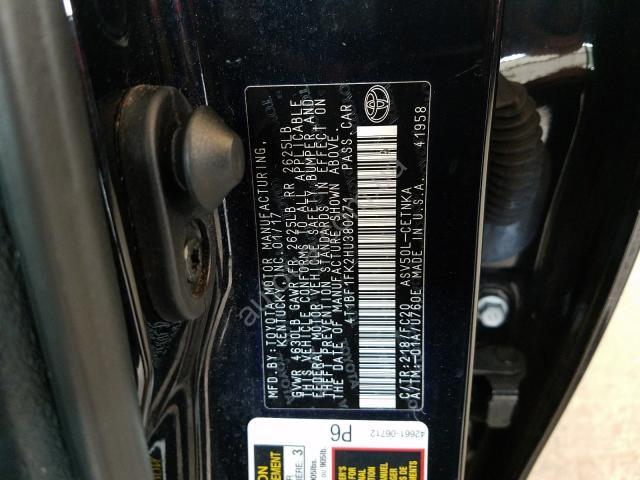 MFD.BY:TOYOTA MOTOR MANUFACTURING,
KENTUCKY, INC. 01/17
GVWR 4630LB GAWR FR 2625LB RR 2625LB
THIS VEHICLE CONFORMS TO ALL APPLICABLE
FEDERAL MOTOR VEHICLE SAFETY, BUMPER, AND
THEFT PREVENTION STANDARDS IN EFFECT ON
THE DATE OF MANUFACTURE SHOWN ABOVE.
4T1BF1FK2HU380271 PASS.CAR
C/TR:218/FC20 ASV50L-CETNKA
A/TM:-01A/U760E MADE IN U.S.A. 41958
42661-06712
P6